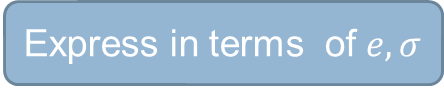 Express in terms of e, σ